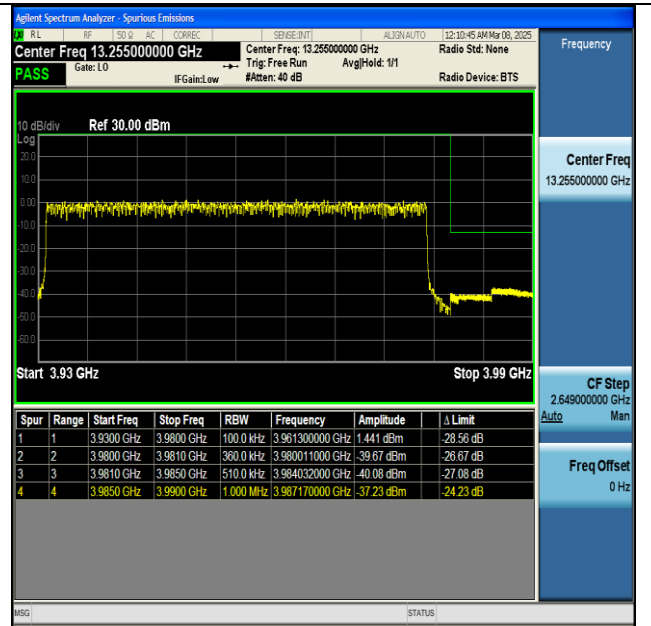 Agilent Spectrum Analyzer - Spurious Emissions
LXI RL RF 50 Ω AC CORREC SENSE:INT ALIGN AUTO 12:10:45 AM Mar 08, 2025
Center Freq 13.255000000 GHz
Center Freq: 13.255000000 GHz
Radio Std: None
PASS
Gate: LO
Trig: Free Run
Avg|Hold: 1/1
IFGain:Low
#Atten: 40 dB
Radio Device: BTS
10 dB/div
Ref 30.00 dBm
Log
20.0
10.0
0.00
-10.0
-20.0
-30.0
-40.0
-50.0
-60.0
Start 3.93 GHz
Stop 3.99 GHz
Spur Range Start Freq Stop Freq RBW Frequency Amplitude Δ Limit
1 1 3.9300 GHz 3.9800 GHz 100.0 kHz 3.961300000 GHz 1.441 dBm -28.56 dB
2 2 3.9800 GHz 3.9810 GHz 360.0 kHz 3.980011000 GHz -39.67 dBm -26.67 dB
3 3 3.9810 GHz 3.9850 GHz 510.0 kHz 3.984032000 GHz -40.08 dBm -27.08 dB
4 4 3.9850 GHz 3.9900 GHz 1.000 MHz 3.987170000 GHz -37.23 dBm -24.23 dB
MSG
STATUS
Frequency
Center Freq
13.255000000 GHz
CF Step
2.649000000 GHz
Auto Man
Freq Offset
0 Hz